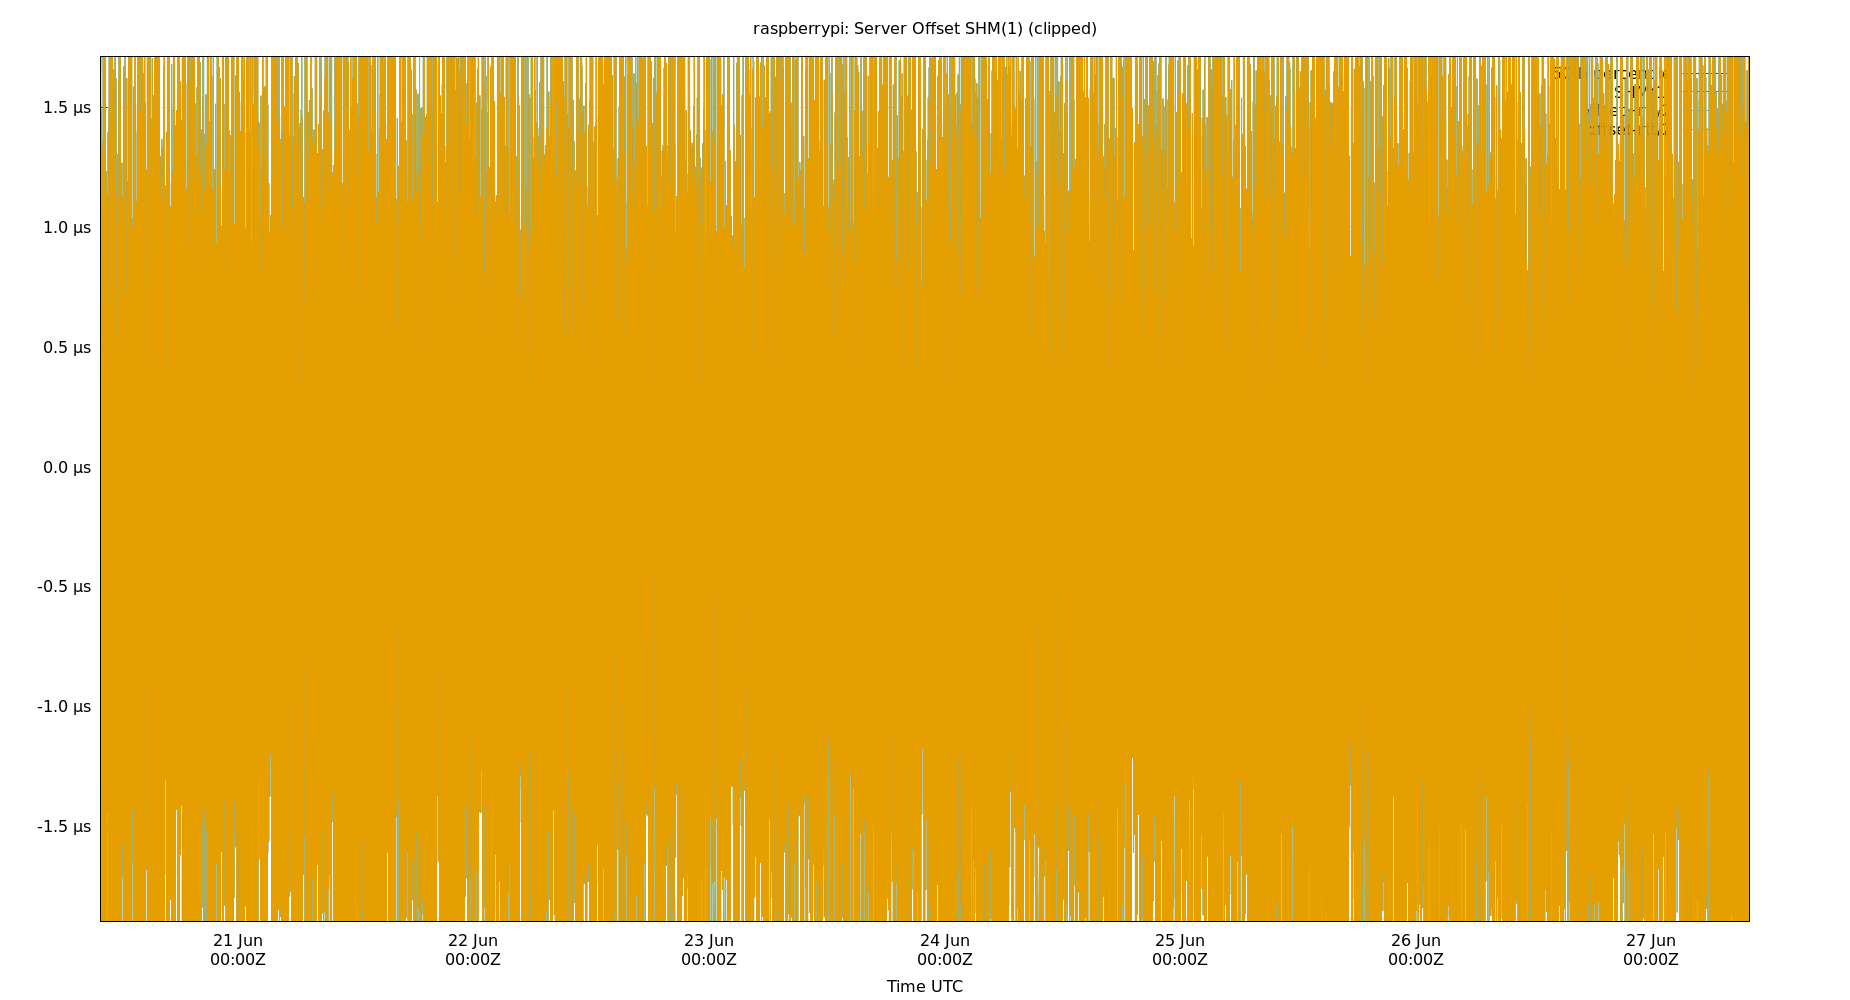 raspberrypi: Server Offset SHM(1) (clipped)
1.5 µs
1.0 µs
0.5 µs
0.0 µs
-0.5 µs
-1.0 µs
-1.5 µs
21 Jun 22 Jun 23 Jun 24 Jun 25 Jun 26 Jun 27 Jun
00:00Z 00:00Z 00:00Z 00:00Z 00:00Z 00:00Z 00:00Z
Time UTC